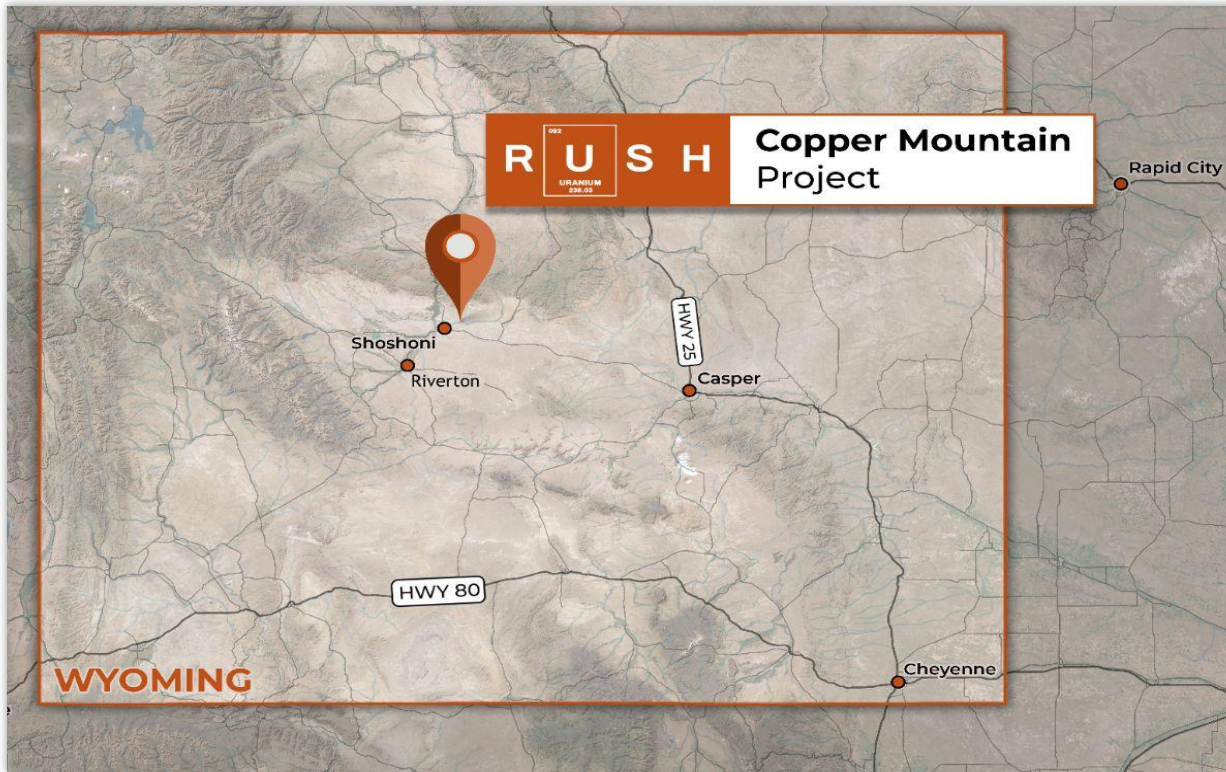 092
R U S H
URANIUM
238.03
Copper Mountain
Project
Rapid City
HWY 25
Shoshoni
Riverton
Casper
HWY 80
Cheyenne
WYOMING
e